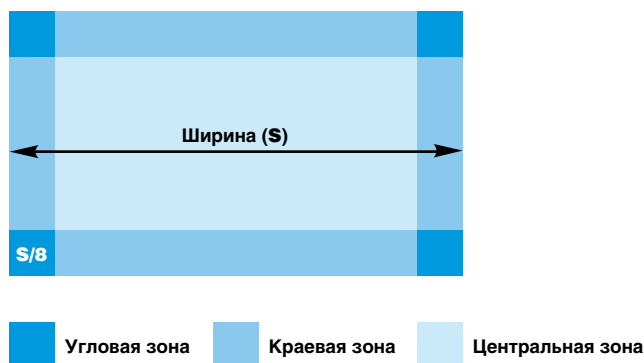 Ширина (S)
S/8
Угловая зона
Краевая зона
Центральная зона